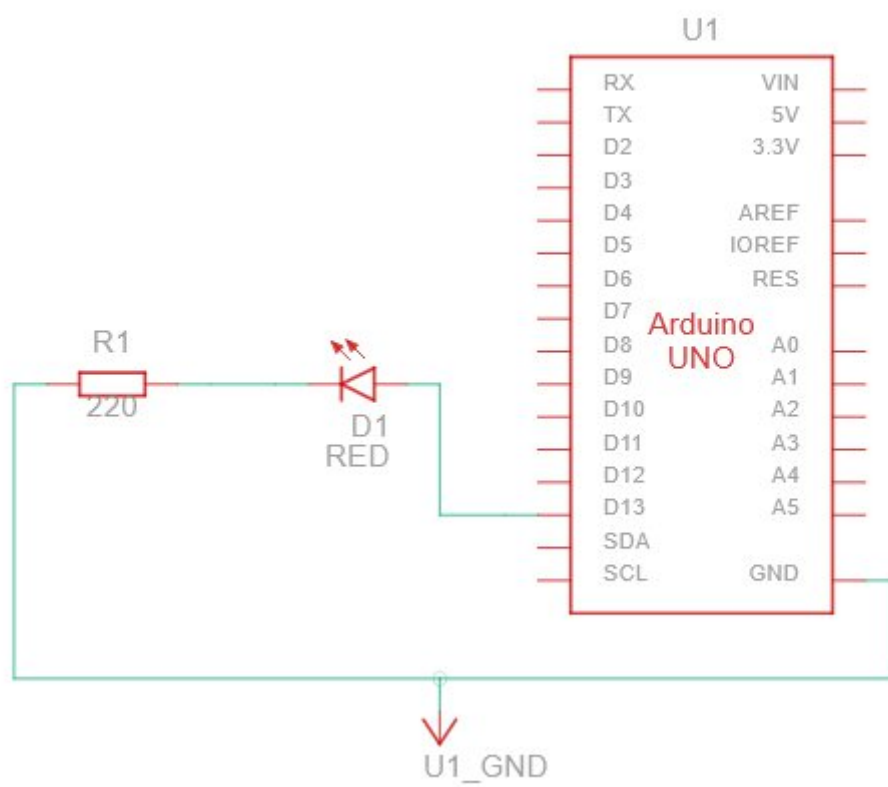 U1
RX
TX
D2
D3
D4
D5
D6
D7
D8
D9
D10
D11
D12
D13
SDA
SCL
VIN
5V
3.3V
AREF
IOREF
RES
A0
A1
A2
A3
A4
A5
GND
Arduino
UNO
R1
220
D1
RED
U1_GND